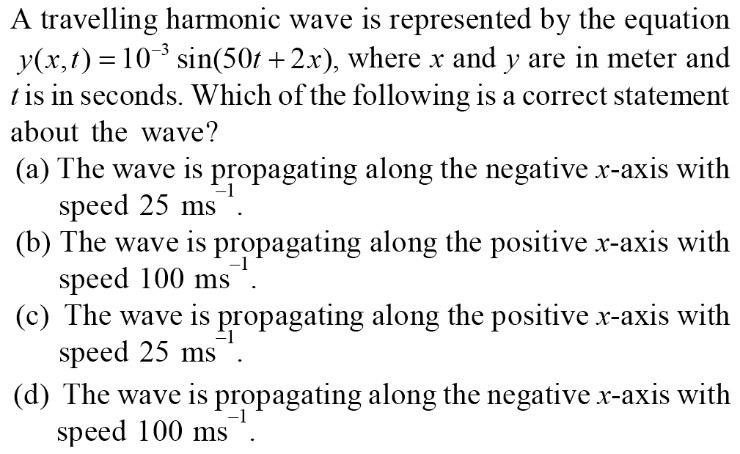 A travelling harmonic wave is represented by the equation
y(x,t) = 10⁻³ sin(50t + 2x), where x and y are in meter and
t is in seconds. Which of the following is a correct statement
about the wave?
(a) The wave is propagating along the negative x-axis with
speed 25 ms⁻¹.
(b) The wave is propagating along the positive x-axis with
speed 100 ms⁻¹.
(c) The wave is propagating along the positive x-axis with
speed 25 ms⁻¹.
(d) The wave is propagating along the negative x-axis with
speed 100 ms⁻¹.